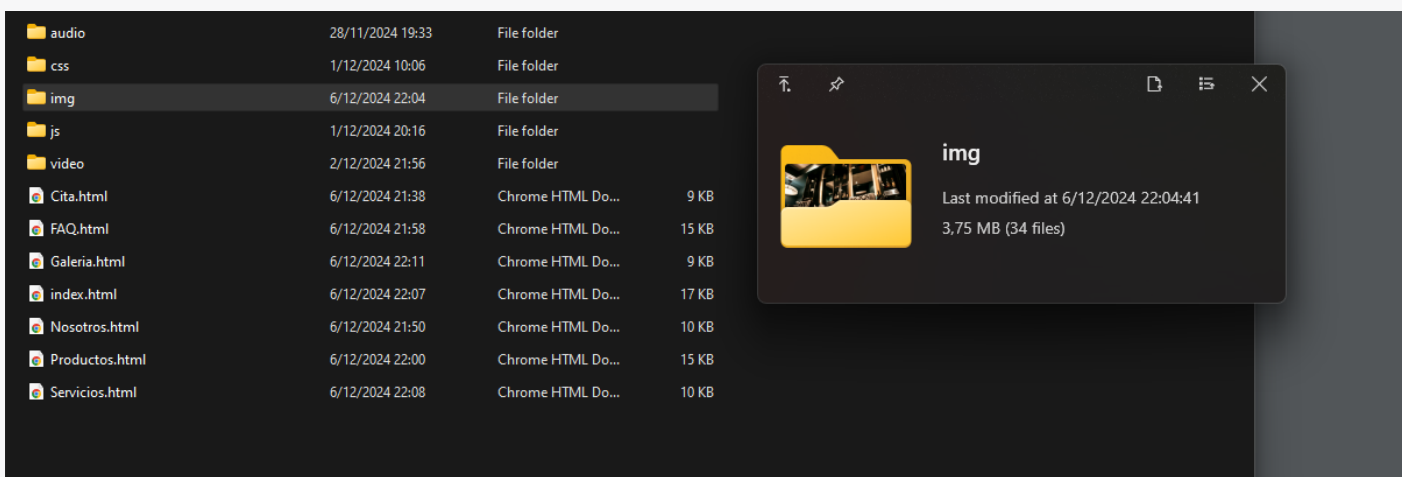 audio 28/11/2024 19:33 File folder
css 1/12/2024 10:06 File folder
img 6/12/2024 22:04 File folder
js 1/12/2024 20:16 File folder
video 2/12/2024 21:56 File folder
Cita.html 6/12/2024 21:38 Chrome HTML Do... 9 KB
FAQ.html 6/12/2024 21:58 Chrome HTML Do... 15 KB
Galeria.html 6/12/2024 22:11 Chrome HTML Do... 9 KB
index.html 6/12/2024 22:07 Chrome HTML Do... 17 KB
Nosotros.html 6/12/2024 21:50 Chrome HTML Do... 10 KB
Productos.html 6/12/2024 22:00 Chrome HTML Do... 15 KB
Servicios.html 6/12/2024 22:08 Chrome HTML Do... 10 KB
img
Last modified at 6/12/2024 22:04:41
3,75 MB (34 files)